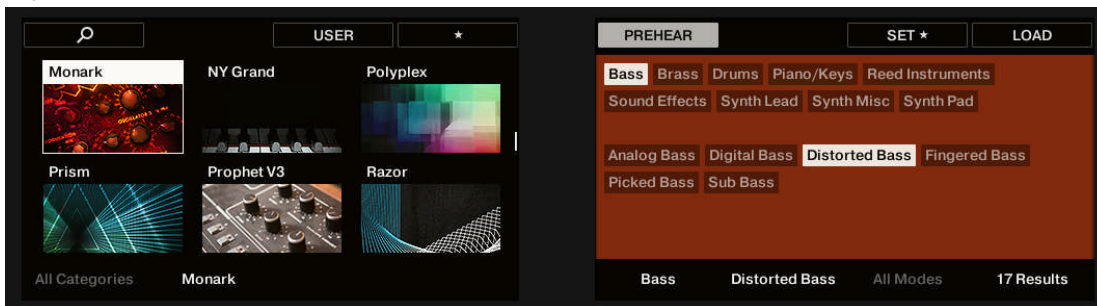 USER ★
Monark NY Grand Polyplex
OSCILLATORS
Prism Prophet V3 Razor
All Categories Monark
PREHEAR SET ★ LOAD
Bass Brass Drums Piano/Keys Reed Instruments
Sound Effects Synth Lead Synth Misc Synth Pad
Analog Bass Digital Bass Distorted Bass Fingered Bass
Picked Bass Sub Bass
Bass Distorted Bass All Modes 17 Results